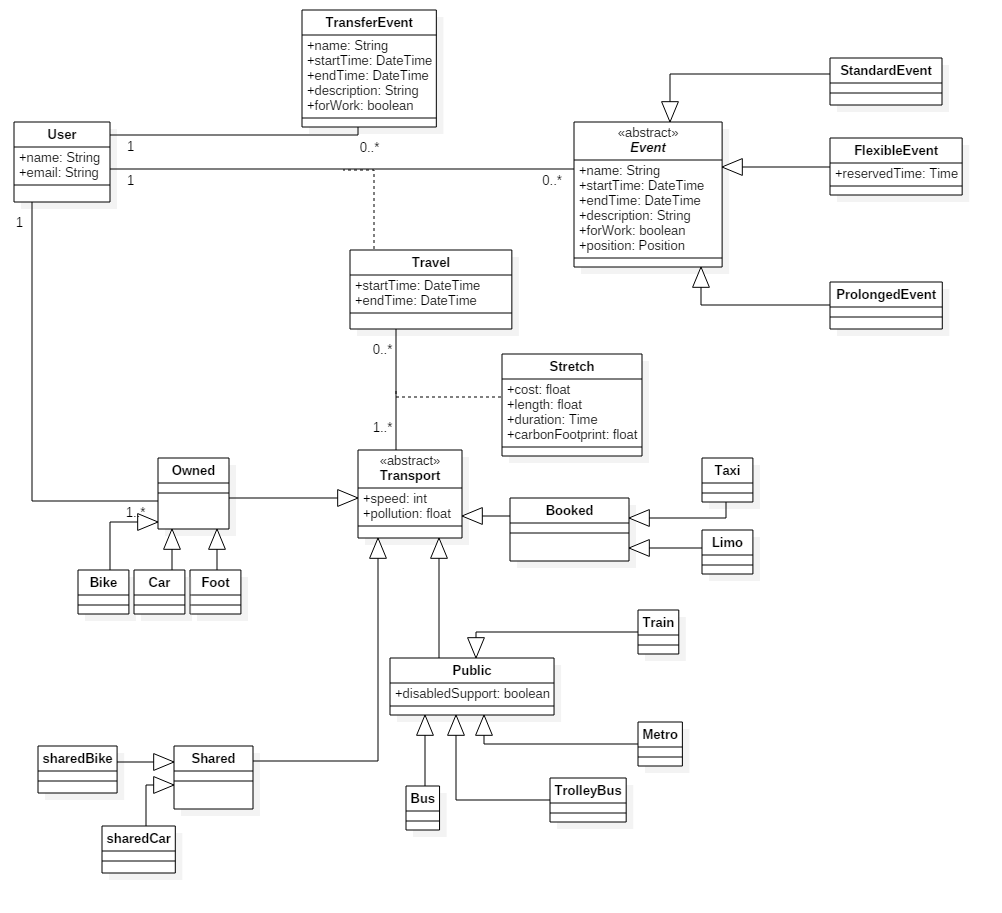 TransferEvent
+name: String
+startTime: DateTime
+endTime: DateTime
+description: String
+forWork: boolean
StandardEvent
User
+name: String
+email: String
1
0..*
1
0..*
«abstract»
Event
+name: String
+startTime: DateTime
+endTime: DateTime
+description: String
+forWork: boolean
+position: Position
FlexibleEvent
+reservedTime: Time
1
Travel
+startTime: DateTime
+endTime: DateTime
ProlongedEvent
0..*
Stretch
+cost: float
+length: float
+duration: Time
+carbonFootprint: float
1..*
Owned
«abstract»
Transport
+speed: int
+pollution: float
Booked
Taxi
Limo
1..*
Bike
Car
Foot
Train
Public
+disabledSupport: boolean
Metro
sharedBike
Shared
Bus
TrolleyBus
sharedCar